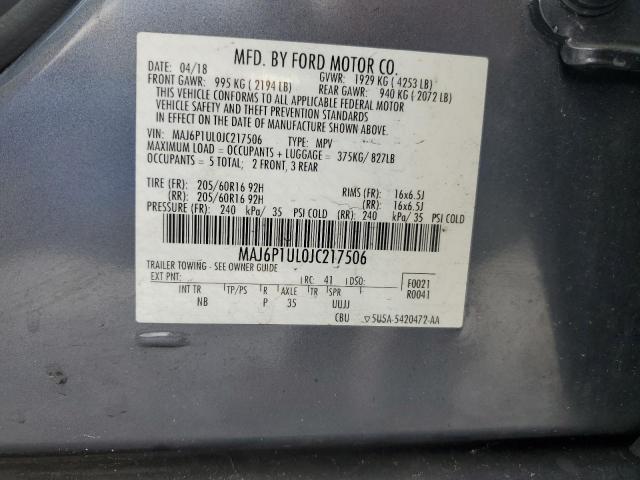 MFD. BY FORD MOTOR CO.
DATE: 04/18 GVWR: 1929 KG ( 4253 LB)
FRONT GAWR: 995 KG ( 2194 LB) REAR GAWR: 940 KG ( 2072 LB)
THIS VEHICLE CONFORMS TO ALL APPLICABLE FEDERAL MOTOR
VEHICLE SAFETY AND THEFT PREVENTION STANDARDS
IN EFFECT ON THE DATE OF MANUFACTURE SHOWN ABOVE.
VIN: MAJ6P1UL0JC217506 TYPE: MPV
MAXIMUM LOAD = OCCUPANTS + LUGGAGE = 375KG/ 827LB
OCCUPANTS = 5 TOTAL; 2 FRONT, 3 REAR
TIRE (FR): 205/60R16 92H RIMS (FR): 16x6.5J
(RR): 205/60R16 92H (RR): 16x6.5J
PRESSURE (FR): 240 kPa/ 35 PSI COLD (RR): 240 kPa/ 35 PSI COLD
MAJ6P1UL0JC217506
TRAILER TOWING - SEE OWNER GUIDE
EXT PNT: RC: 41 DSO: F0021
R0041
INT TR TP/PS R AXLE TR SPR
NB P 35 UUJJ
CBU ▽5USA-5420472-AA